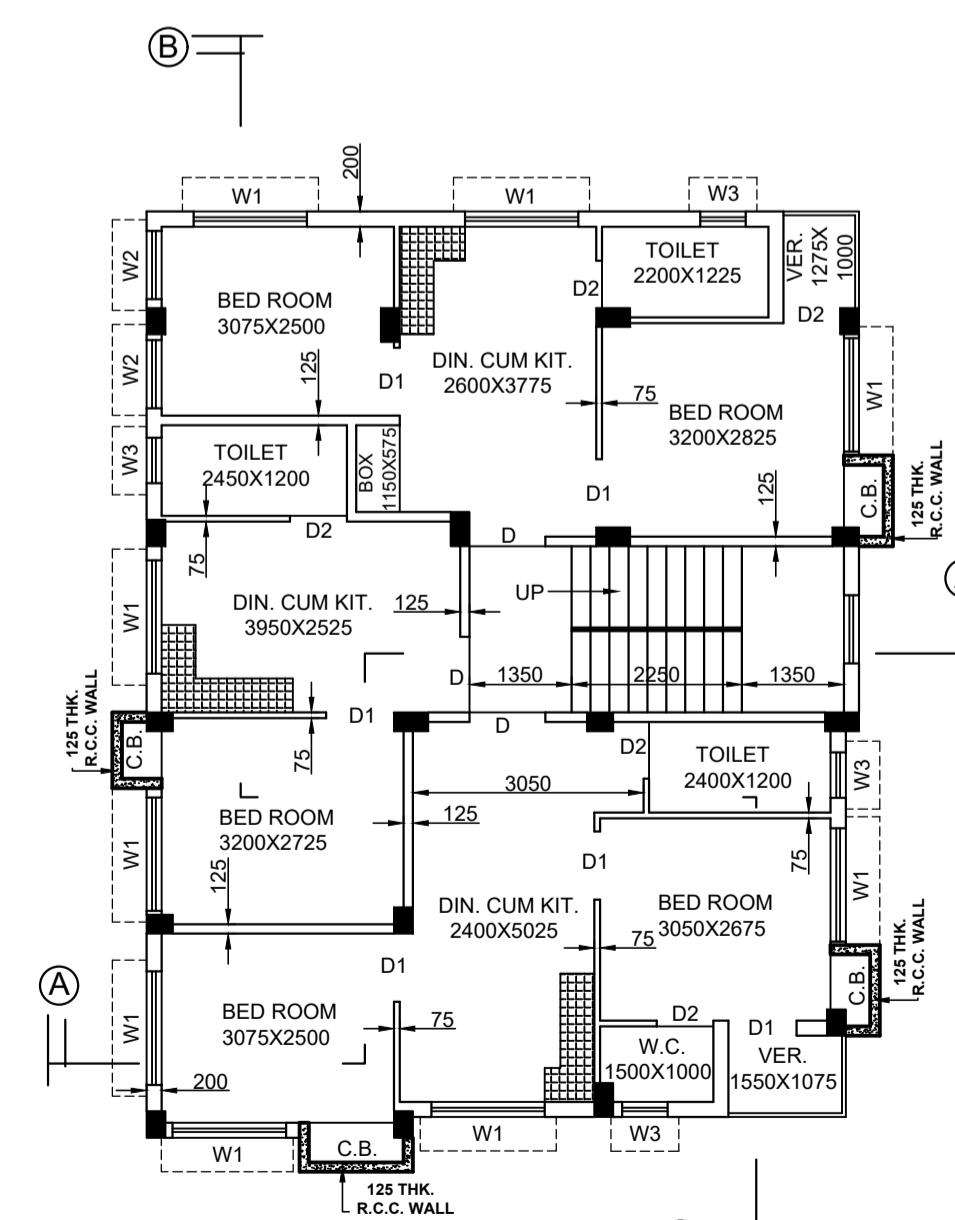 B
200
W1
W1
W3
W2
BED ROOM
3075X2500
TOILET
2200X1225
VER.
1275X
1000
D2
D2
W2
125
D1
DIN. CUM KIT.
2600X3775
75
BED ROOM
3200X2825
W1
W3
TOILET
2450X1200
BOX
1150X575
D1
125
C.B.
125 THK.
R.C.C. WALL
75
D2
D
W1
DIN. CUM KIT.
3950X2525
125
UP
D
1350
2250
1350
125 THK.
R.C.C. WALL
C.B.
D1
D
D2
75
TOILET
2400X1200
W3
3050
W1
BED ROOM
3200X2725
125
125
75
W1
D1
DIN. CUM KIT.
2400X5025
75
BED ROOM
3050X2675
125 THK.
R.C.C. WALL
C.B.
A
D1
W1
BED ROOM
3075X2500
75
D2
D1
200
W.C.
1500X1000
VER.
1550X1075
W1
C.B.
W1
W3
125 THK.
R.C.C. WALL